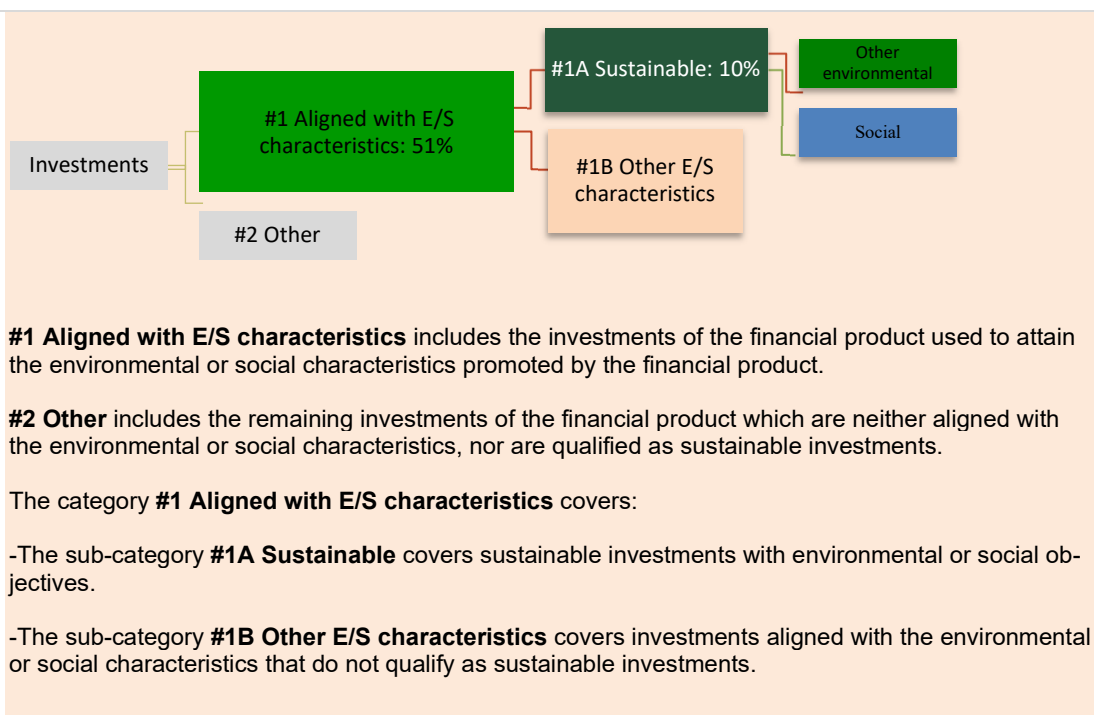 Investments
#1 Aligned with E/S
characteristics: 51%
#2 Other
#1A Sustainable: 10%
#1B Other E/S
characteristics
Other
environmental
Social
#1 Aligned with E/S characteristics includes the investments of the financial product used to attain
the environmental or social characteristics promoted by the financial product.
#2 Other includes the remaining investments of the financial product which are neither aligned with
the environmental or social characteristics, nor are qualified as sustainable investments.
The category #1 Aligned with E/S characteristics covers:
-The sub-category #1A Sustainable covers sustainable investments with environmental or social ob-
jectives.
-The sub-category #1B Other E/S characteristics covers investments aligned with the environmental
or social characteristics that do not qualify as sustainable investments.